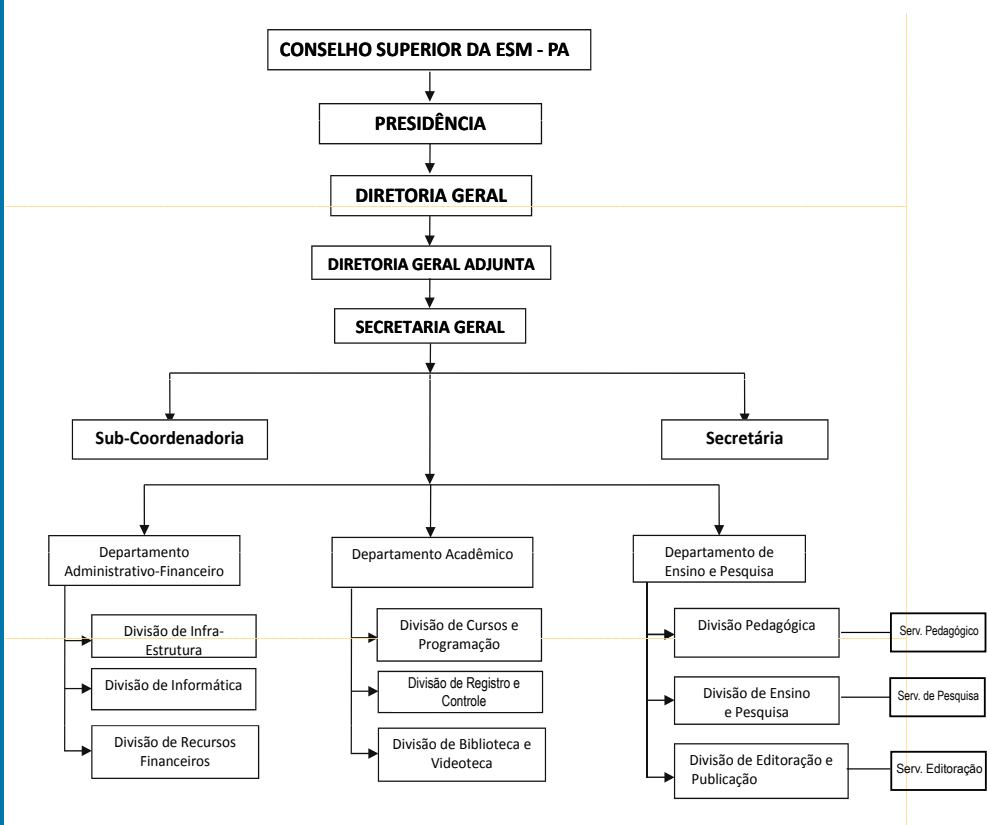 CONSELHO SUPERIOR DA ESM - PA
PRESIDÊNCIA
DIRETORIA GERAL
DIRETORIA GERAL ADJUNTA
SECRETARIA GERAL
Sub-Coordenadoria
Secretária
Departamento
Administrativo-Financeiro
Departamento Acadêmico
Departamento de
Ensino e Pesquisa
Divisão de Infra-
Estrutura
Divisão de Informática
Divisão de Recursos
Financeiros
Divisão de Cursos e
Programação
Divisão de Registro e
Controle
Divisão de Biblioteca e
Videoteca
Divisão Pedagógica
Serv. Pedagógico
Divisão de Ensino
e Pesquisa
Serv. de Pesquisa
Divisão de Editoração e
Publicação
Serv. Editoração